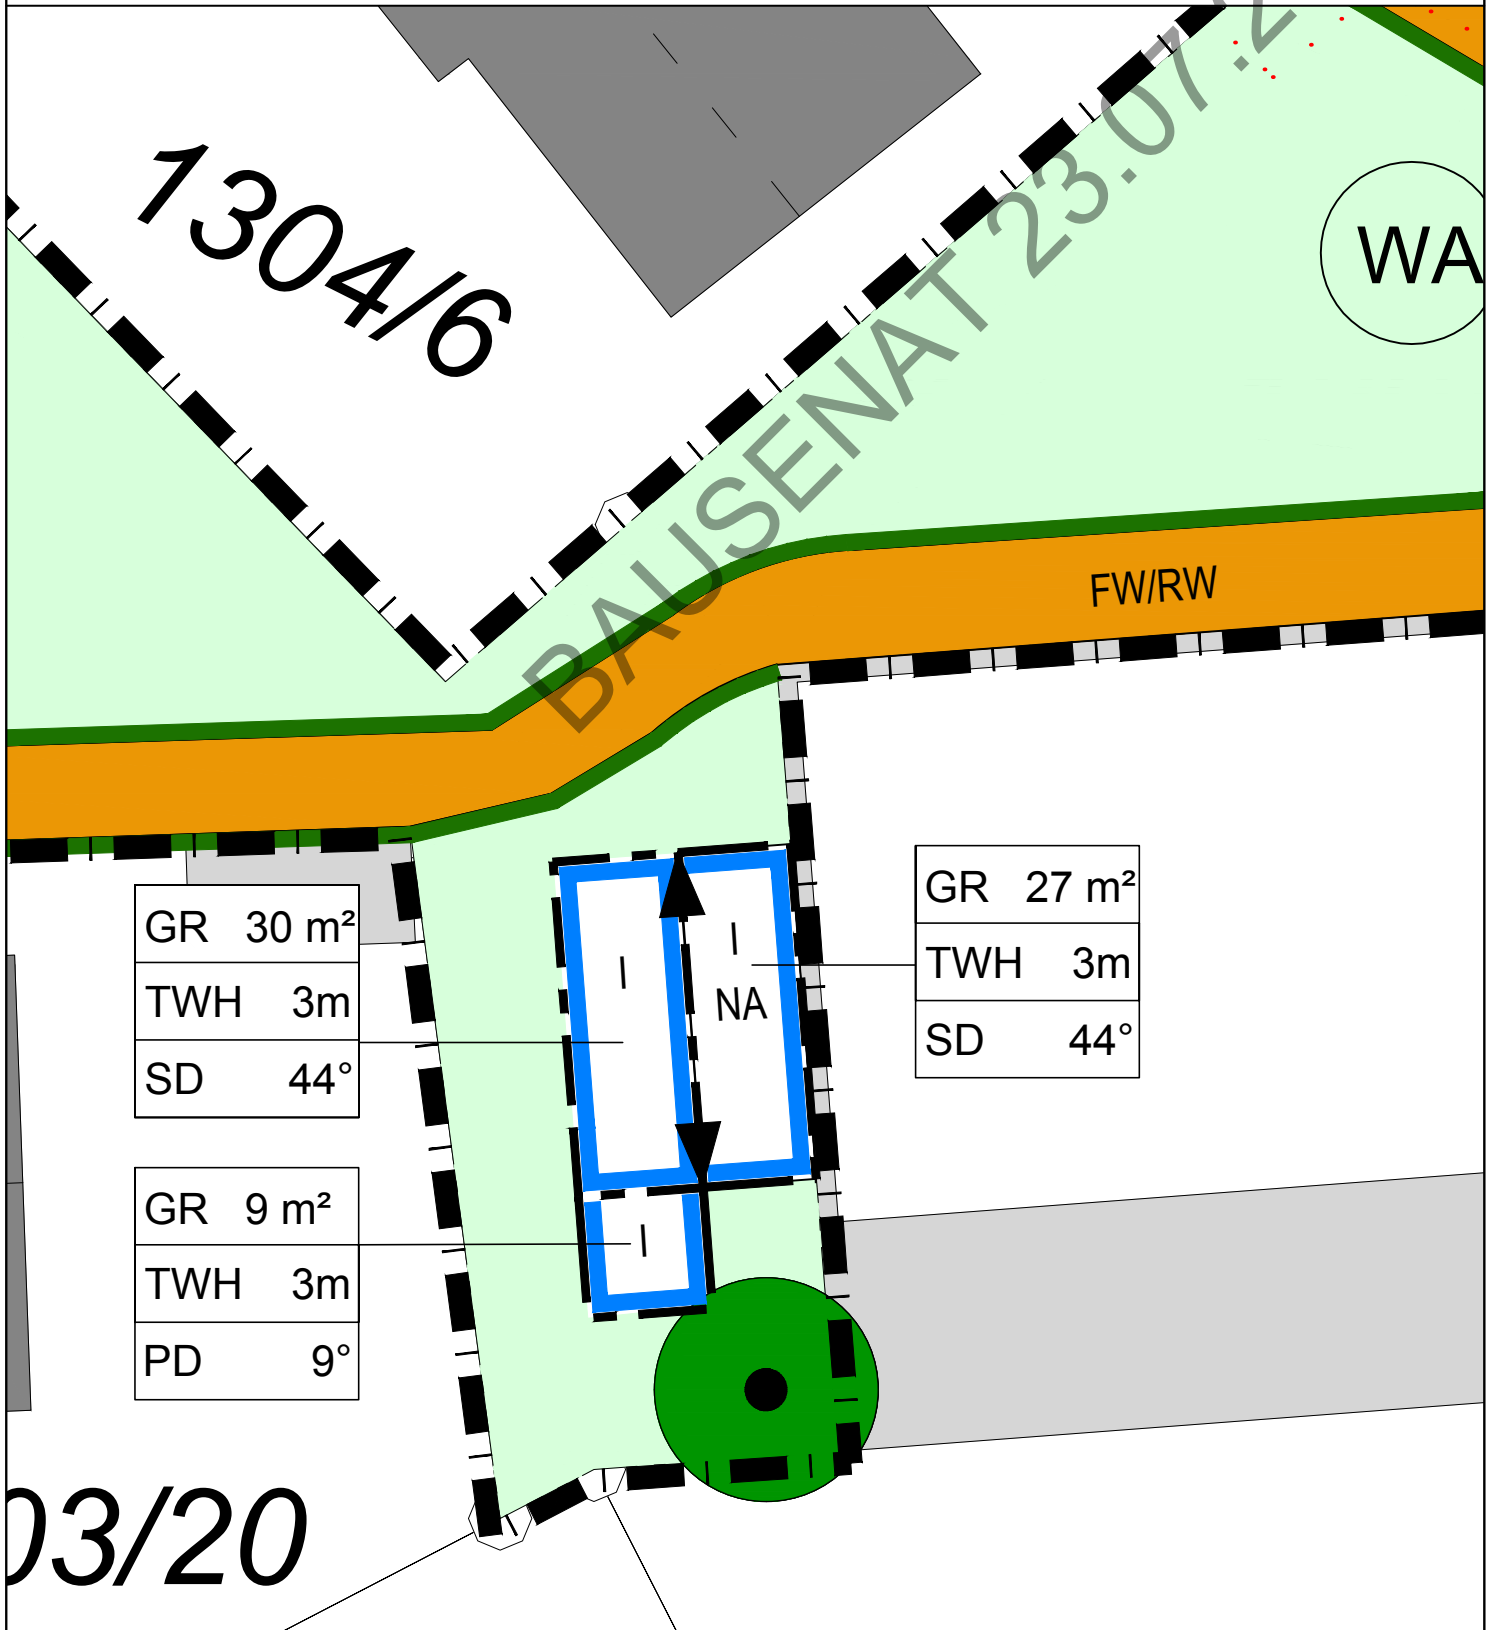 1304/6
BAUSENAT 23.07.2
WA
FW/RW
GR 30 m²
TWH 3m
SD 44°
I
I
NA
GR 27 m²
TWH 3m
SD 44°
GR 9 m²
TWH 3m
PD 9°
I
03/20